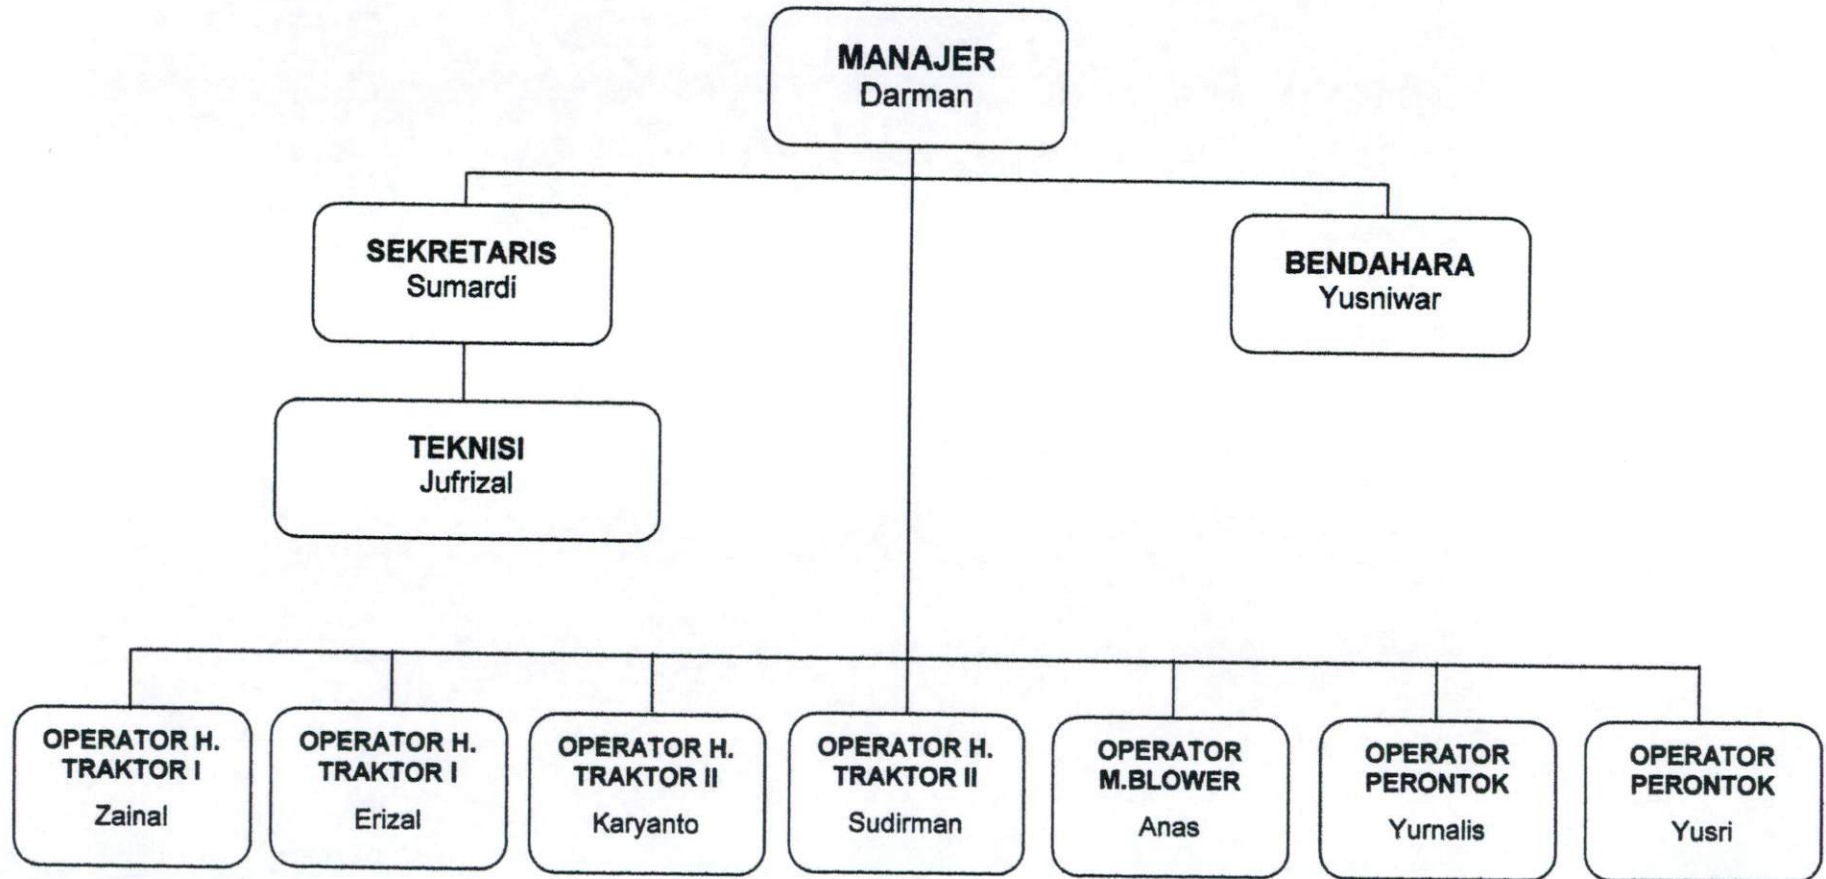 MANAJER
Darman
SEKRETARIS
Sumardi
BENDAHARA
Yusniwar
TEKNISI
Jufrizal
OPERATOR H.
TRAKTOR I
Zainal
OPERATOR H.
TRAKTOR I
Erizal
OPERATOR H.
TRAKTOR II
Karyanto
OPERATOR H.
TRAKTOR II
Sudirman
OPERATOR
M.BLOWER
Anas
OPERATOR
PERONTOK
Yurnalis
OPERATOR
PERONTOK
Yusri